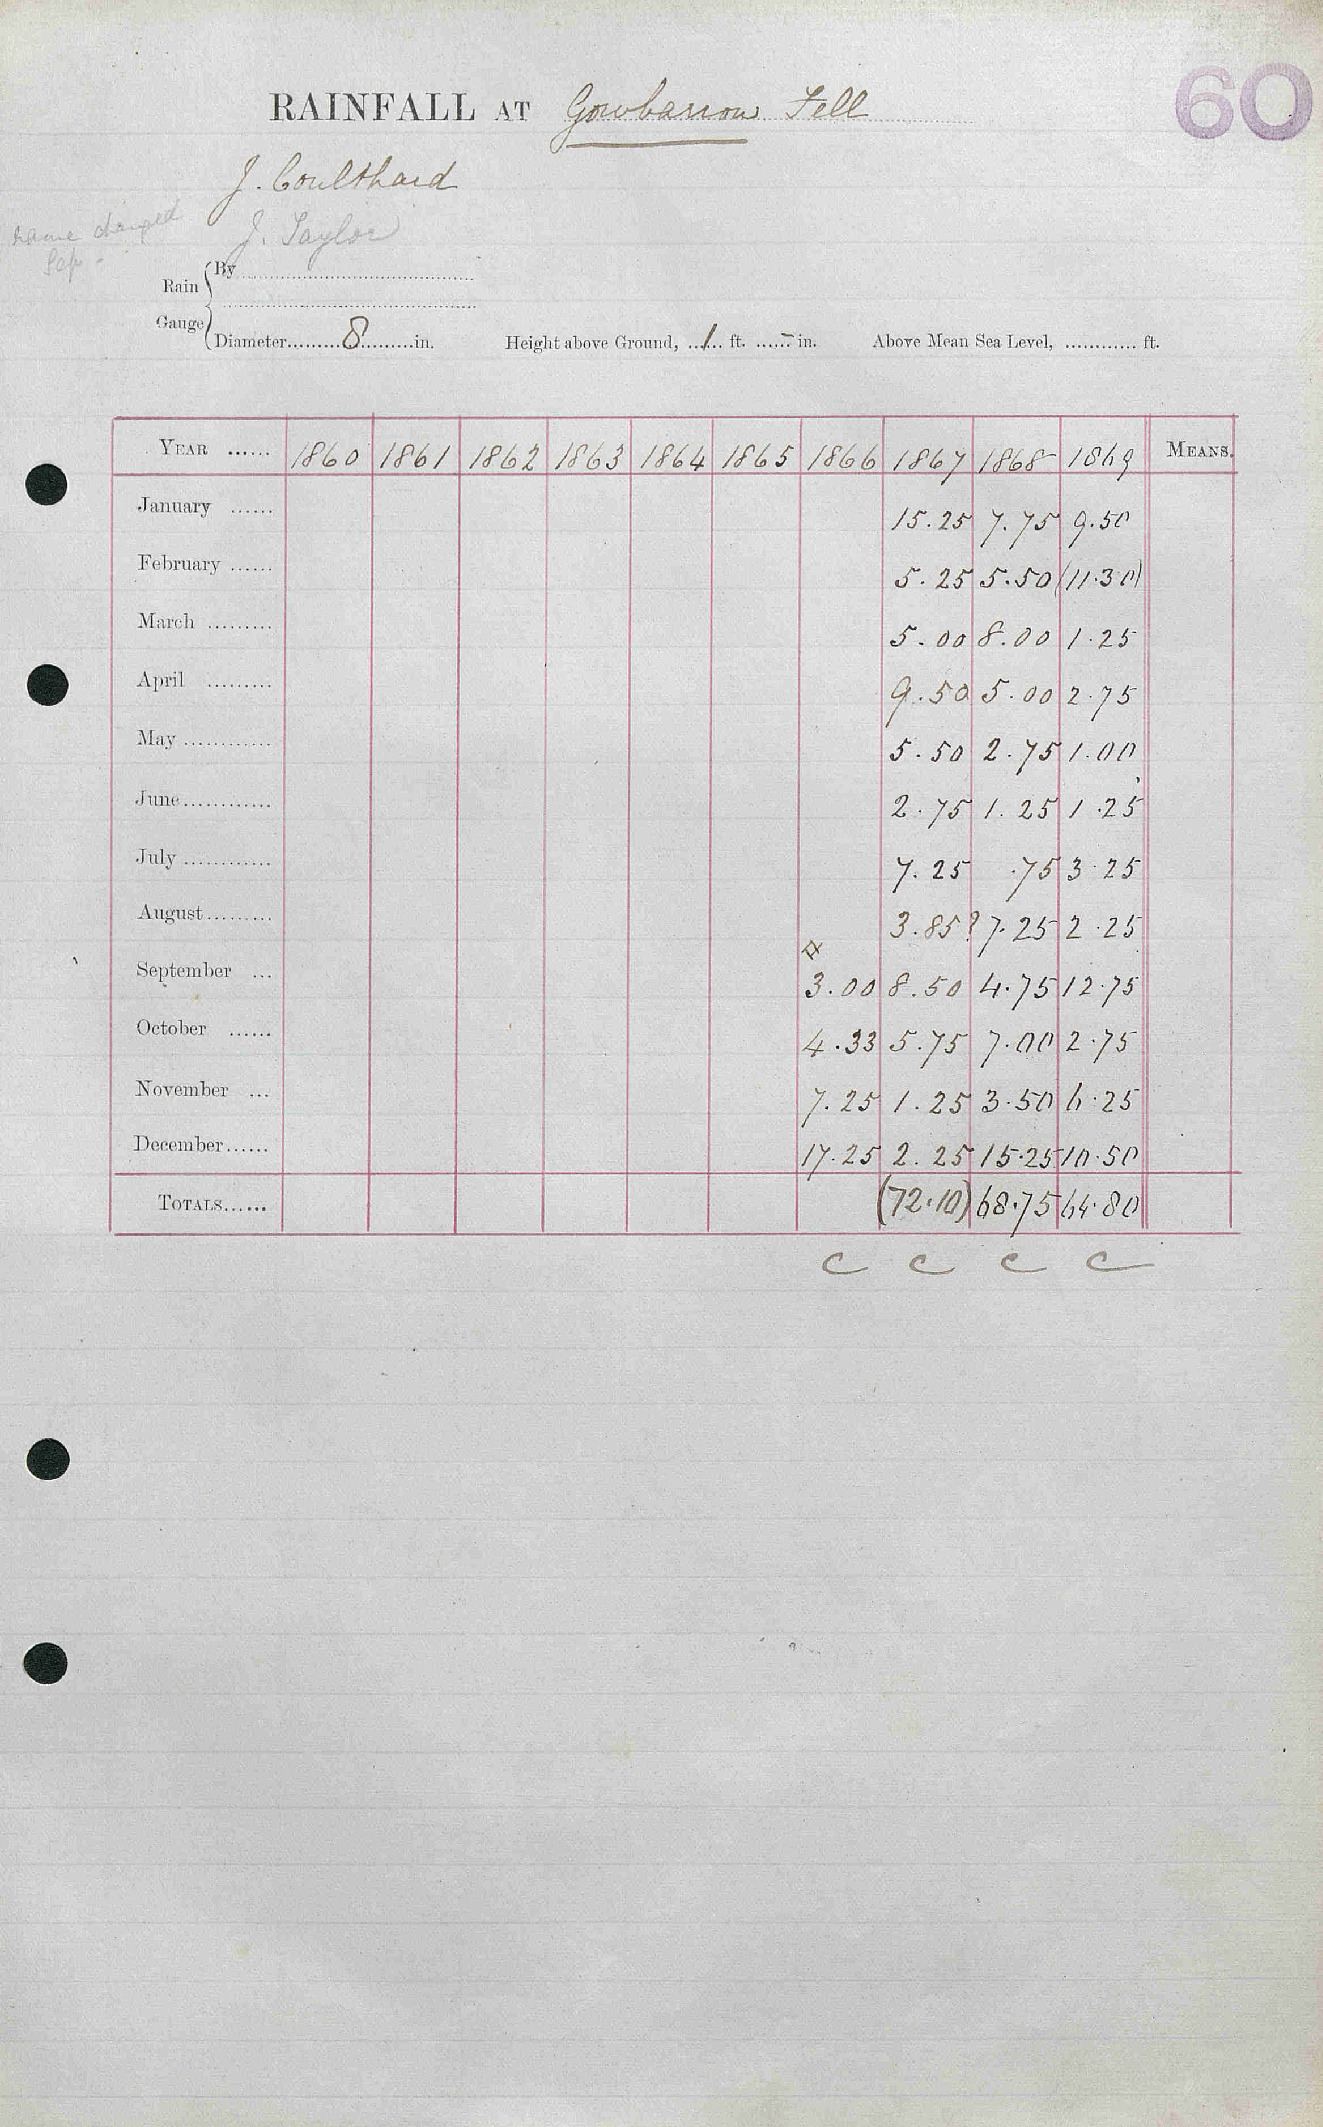 60
RAINFALL AT Gowbarrow Fell
J. Coulthard
name changed J. Taylor
Sep.
Rain Gauge
By
Diameter 8 in. Height above Ground, 1 ft. – in. Above Mean Sea Level, ft.
YEAR 1860 1861 1862 1863 1864 1865 1866 1867 1868 1869 MEANS.
January 15.25 7.75 9.50
February 5.25 5.50 (11.30)
March 5.00 8.00 1.25
April 9.50 5.00 2.75
May 5.50 2.75 1.00
June 2.75 1.25 1.25
July 7.25 .75 3.25
August 3.85? 7.25 2.25
September 3.00 8.50 4.75 12.75
October 4.33 5.75 7.00 2.75
November 7.25 1.25 3.50 6.25
December 17.25 2.25 15.25 10.50
TOTALS (72.10) 68.75 64.80
C C C C